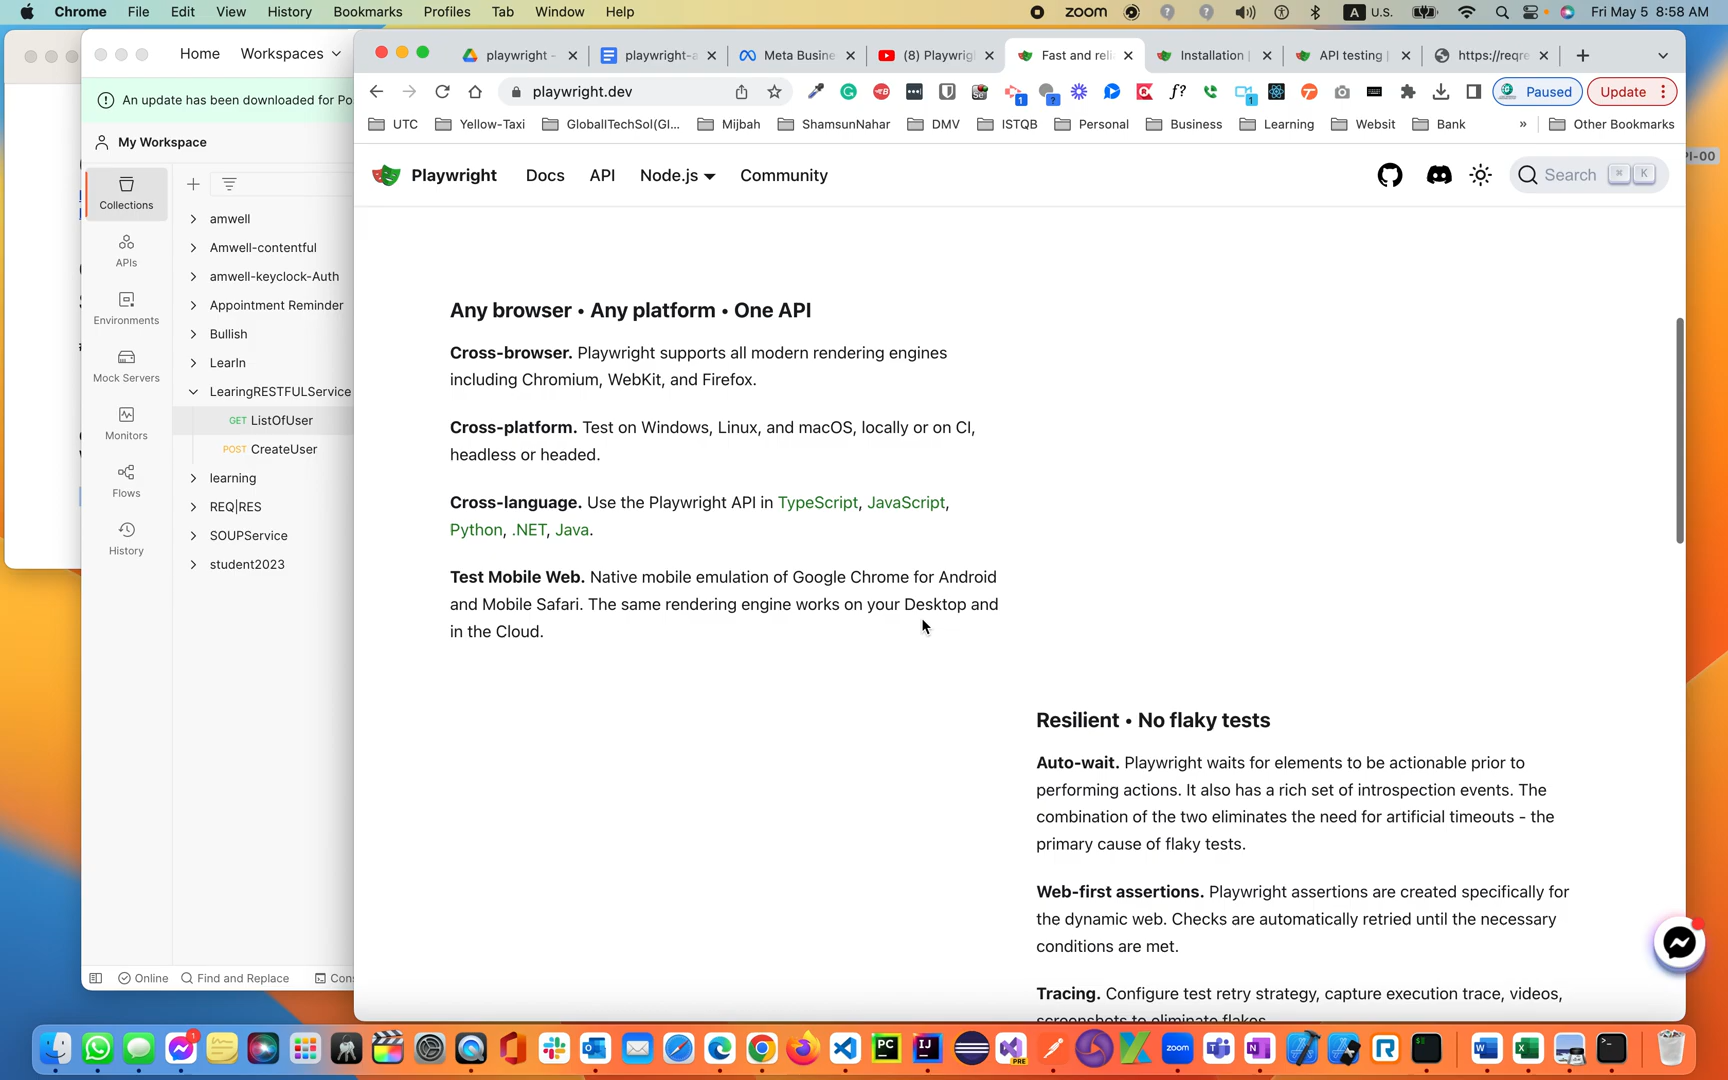 Chrome File Edit View History Bookmarks Profiles Tab Window Help
zoom A U.S. Fri May 5 8:58 AM
Home Workspaces
An update has been downloaded for Po
My Workspace
Collections
APIs
Environments
Mock Servers
Monitors
Flows
History
amwell
Amwell-contentful
amwell-keyclock-Auth
Appointment Reminder
Bullish
LearIn
LearingRESTFULService
GET ListOfUser
POST CreateUser
learning
REQ|RES
SOUPService
student2023
Online Find and Replace Cons
playwright - playwright-a Meta Busine (8) Playwrig Fast and reli Installation | API testing | https://reqre
playwright.dev
Paused Update
UTC Yellow-Taxi GloballTechSol(Gl... Mijbah ShamsunNahar DMV ISTQB Personal Business Learning Websit Bank » Other Bookmarks
PI-00
Playwright Docs API Node.js Community
Search ⌘ K
Any browser • Any platform • One API
Cross-browser. Playwright supports all modern rendering engines
including Chromium, WebKit, and Firefox.
Cross-platform. Test on Windows, Linux, and macOS, locally or on CI,
headless or headed.
Cross-language. Use the Playwright API in TypeScript, JavaScript,
Python, .NET, Java.
Test Mobile Web. Native mobile emulation of Google Chrome for Android
and Mobile Safari. The same rendering engine works on your Desktop and
in the Cloud.
Resilient • No flaky tests
Auto-wait. Playwright waits for elements to be actionable prior to
performing actions. It also has a rich set of introspection events. The
combination of the two eliminates the need for artificial timeouts - the
primary cause of flaky tests.
Web-first assertions. Playwright assertions are created specifically for
the dynamic web. Checks are automatically retried until the necessary
conditions are met.
Tracing. Configure test retry strategy, capture execution trace, videos,
screenshots to eliminate flakes.